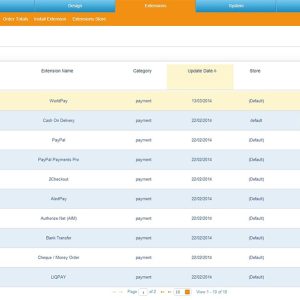 Design Extensions System
Order Totals Install Extension Extensions Store
Extension Name Category Update Date Store
WorldPay payment 13/03/2014 (Default)
Cash On Delivery payment 22/02/2014 default
PayPal payment 22/02/2014 (Default)
PayPal Payments Pro payment 22/02/2014 (Default)
2Checkout payment 22/02/2014 (Default)
AlertPay payment 22/02/2014 (Default)
Authorize.Net (AIM) payment 22/02/2014 (Default)
Bank Transfer payment 22/02/2014 (Default)
Cheque / Money Order payment 22/02/2014 (Default)
LIQPAY payment 22/02/2014 (Default)
Page 1 of 2 10 View 1 - 10 of 18